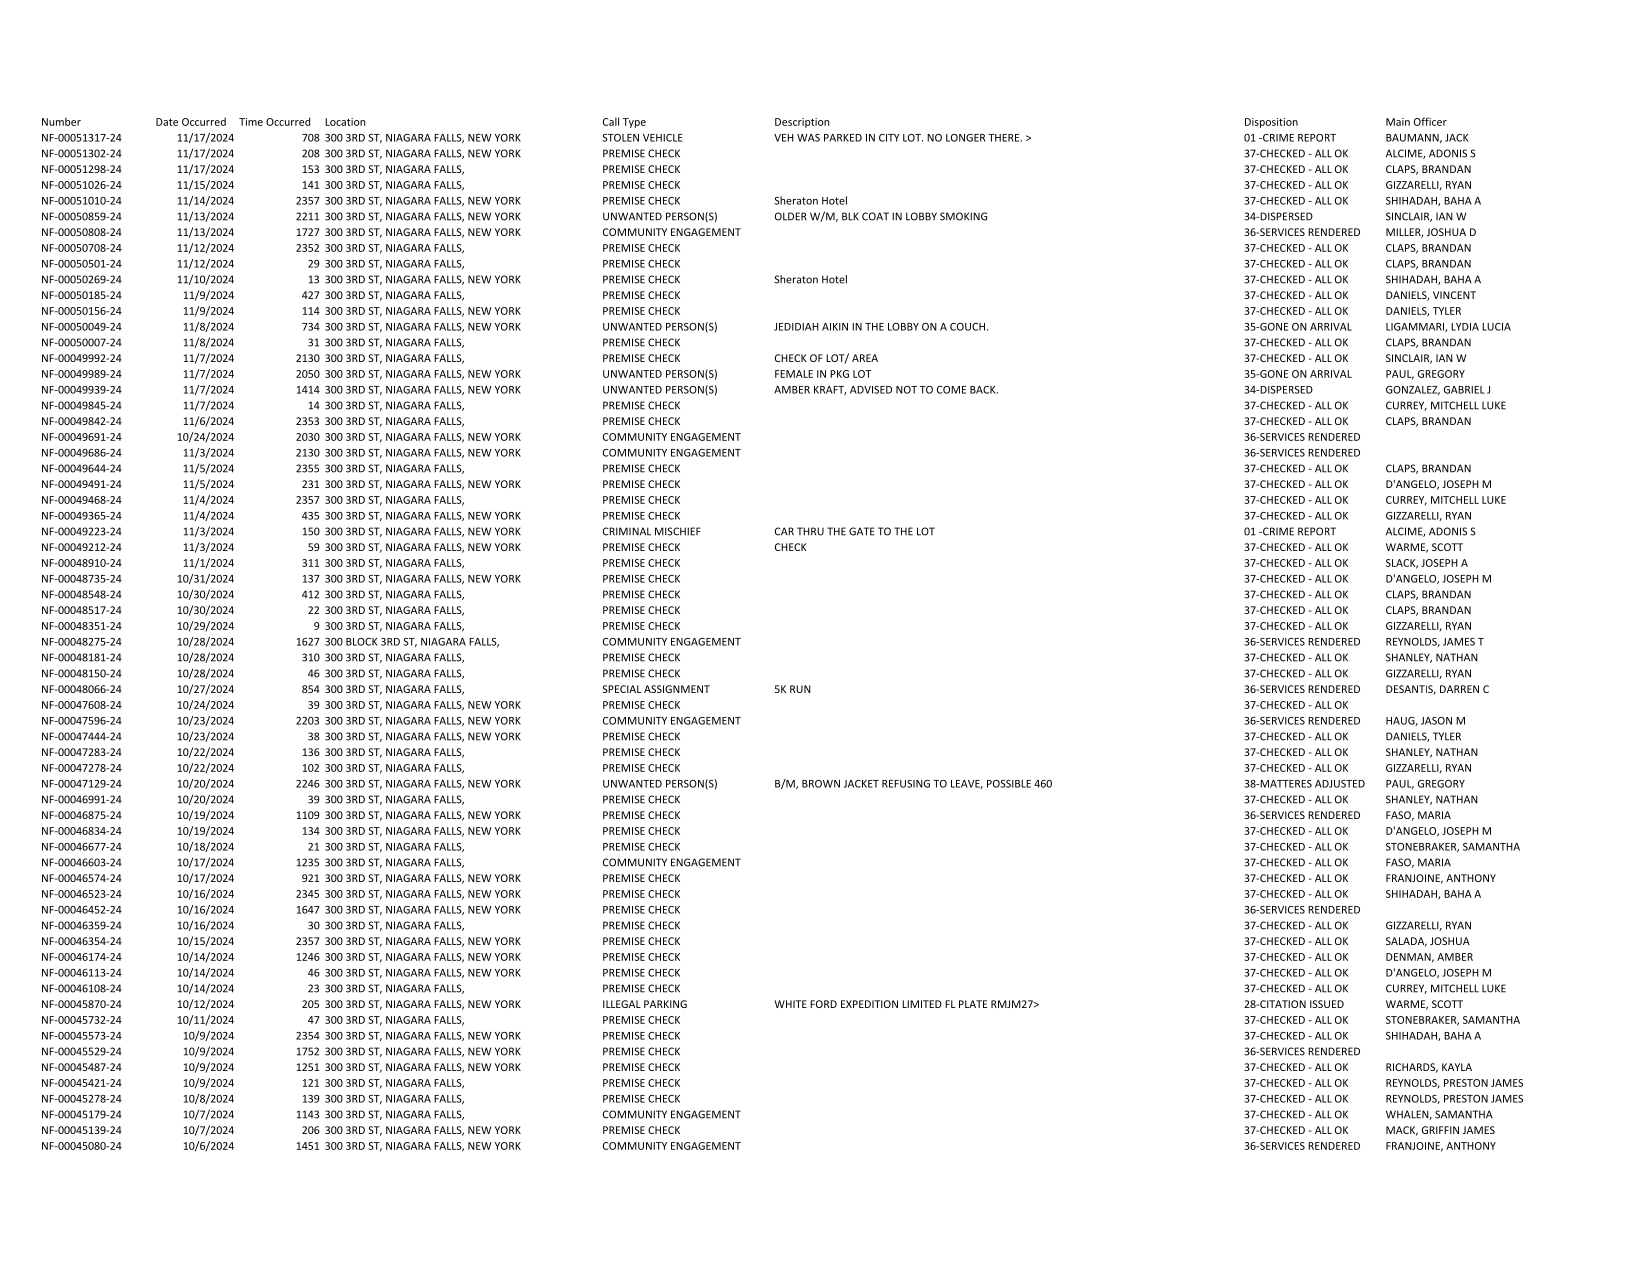 Number Date Occurred Time Occurred Location Call Type Description Disposition Main Officer
NF-00051317-24 11/17/2024 708 300 3RD ST, NIAGARA FALLS, NEW YORK STOLEN VEHICLE VEH WAS PARKED IN CITY LOT. NO LONGER THERE. > 01 -CRIME REPORT BAUMANN, JACK
NF-00051302-24 11/17/2024 208 300 3RD ST, NIAGARA FALLS, NEW YORK PREMISE CHECK 37-CHECKED - ALL OK ALCIME, ADONIS S
NF-00051298-24 11/17/2024 153 300 3RD ST, NIAGARA FALLS, PREMISE CHECK 37-CHECKED - ALL OK CLAPS, BRANDAN
NF-00051026-24 11/15/2024 141 300 3RD ST, NIAGARA FALLS, PREMISE CHECK 37-CHECKED - ALL OK GIZZARELLI, RYAN
NF-00051010-24 11/14/2024 2357 300 3RD ST, NIAGARA FALLS, NEW YORK PREMISE CHECK Sheraton Hotel 37-CHECKED - ALL OK SHIHADAH, BAHA A
NF-00050859-24 11/13/2024 2211 300 3RD ST, NIAGARA FALLS, NEW YORK UNWANTED PERSON(S) OLDER W/M, BLK COAT IN LOBBY SMOKING 34-DISPERSED SINCLAIR, IAN W
NF-00050808-24 11/13/2024 1727 300 3RD ST, NIAGARA FALLS, NEW YORK COMMUNITY ENGAGEMENT 36-SERVICES RENDERED MILLER, JOSHUA D
NF-00050708-24 11/12/2024 2352 300 3RD ST, NIAGARA FALLS, PREMISE CHECK 37-CHECKED - ALL OK CLAPS, BRANDAN
NF-00050501-24 11/12/2024 29 300 3RD ST, NIAGARA FALLS, PREMISE CHECK 37-CHECKED - ALL OK CLAPS, BRANDAN
NF-00050269-24 11/10/2024 13 300 3RD ST, NIAGARA FALLS, NEW YORK PREMISE CHECK Sheraton Hotel 37-CHECKED - ALL OK SHIHADAH, BAHA A
NF-00050185-24 11/9/2024 427 300 3RD ST, NIAGARA FALLS, PREMISE CHECK 37-CHECKED - ALL OK DANIELS, VINCENT
NF-00050156-24 11/9/2024 114 300 3RD ST, NIAGARA FALLS, NEW YORK PREMISE CHECK 37-CHECKED - ALL OK DANIELS, TYLER
NF-00050049-24 11/8/2024 734 300 3RD ST, NIAGARA FALLS, NEW YORK UNWANTED PERSON(S) JEDIDIAH AIKIN IN THE LOBBY ON A COUCH. 35-GONE ON ARRIVAL LIGAMMARI, LYDIA LUCIA
NF-00050007-24 11/8/2024 31 300 3RD ST, NIAGARA FALLS, PREMISE CHECK 37-CHECKED - ALL OK CLAPS, BRANDAN
NF-00049992-24 11/7/2024 2130 300 3RD ST, NIAGARA FALLS, NEW YORK PREMISE CHECK CHECK OF LOT/ AREA 37-CHECKED - ALL OK SINCLAIR, IAN W
NF-00049989-24 11/7/2024 2050 300 3RD ST, NIAGARA FALLS, NEW YORK UNWANTED PERSON(S) FEMALE IN PKG LOT 35-GONE ON ARRIVAL PAUL, GREGORY
NF-00049939-24 11/7/2024 1414 300 3RD ST, NIAGARA FALLS, NEW YORK UNWANTED PERSON(S) AMBER KRAFT, ADVISED NOT TO COME BACK. 34-DISPERSED GONZALEZ, GABRIEL J
NF-00049845-24 11/7/2024 14 300 3RD ST, NIAGARA FALLS, PREMISE CHECK 37-CHECKED - ALL OK CURREY, MITCHELL LUKE
NF-00049842-24 11/6/2024 2353 300 3RD ST, NIAGARA FALLS, PREMISE CHECK 37-CHECKED - ALL OK CLAPS, BRANDAN
NF-00049691-24 10/24/2024 2030 300 3RD ST, NIAGARA FALLS, NEW YORK COMMUNITY ENGAGEMENT 36-SERVICES RENDERED
NF-00049686-24 11/3/2024 2130 300 3RD ST, NIAGARA FALLS, NEW YORK COMMUNITY ENGAGEMENT 36-SERVICES RENDERED
NF-00049644-24 11/5/2024 2355 300 3RD ST, NIAGARA FALLS, PREMISE CHECK 37-CHECKED - ALL OK CLAPS, BRANDAN
NF-00049491-24 11/5/2024 231 300 3RD ST, NIAGARA FALLS, NEW YORK PREMISE CHECK 37-CHECKED - ALL OK D'ANGELO, JOSEPH M
NF-00049468-24 11/4/2024 2357 300 3RD ST, NIAGARA FALLS, PREMISE CHECK 37-CHECKED - ALL OK CURREY, MITCHELL LUKE
NF-00049365-24 11/4/2024 435 300 3RD ST, NIAGARA FALLS, NEW YORK PREMISE CHECK 37-CHECKED - ALL OK GIZZARELLI, RYAN
NF-00049223-24 11/3/2024 150 300 3RD ST, NIAGARA FALLS, NEW YORK CRIMINAL MISCHIEF CAR THRU THE GATE TO THE LOT 01 -CRIME REPORT ALCIME, ADONIS S
NF-00049212-24 11/3/2024 59 300 3RD ST, NIAGARA FALLS, NEW YORK PREMISE CHECK CHECK 37-CHECKED - ALL OK WARME, SCOTT
NF-00048910-24 11/1/2024 311 300 3RD ST, NIAGARA FALLS, PREMISE CHECK 37-CHECKED - ALL OK SLACK, JOSEPH A
NF-00048735-24 10/31/2024 137 300 3RD ST, NIAGARA FALLS, NEW YORK PREMISE CHECK 37-CHECKED - ALL OK D'ANGELO, JOSEPH M
NF-00048548-24 10/30/2024 412 300 3RD ST, NIAGARA FALLS, PREMISE CHECK 37-CHECKED - ALL OK CLAPS, BRANDAN
NF-00048517-24 10/30/2024 22 300 3RD ST, NIAGARA FALLS, PREMISE CHECK 37-CHECKED - ALL OK CLAPS, BRANDAN
NF-00048351-24 10/29/2024 9 300 3RD ST, NIAGARA FALLS, PREMISE CHECK 37-CHECKED - ALL OK GIZZARELLI, RYAN
NF-00048275-24 10/28/2024 1627 300 BLOCK 3RD ST, NIAGARA FALLS, COMMUNITY ENGAGEMENT 36-SERVICES RENDERED REYNOLDS, JAMES T
NF-00048181-24 10/28/2024 310 300 3RD ST, NIAGARA FALLS, PREMISE CHECK 37-CHECKED - ALL OK SHANLEY, NATHAN
NF-00048150-24 10/28/2024 46 300 3RD ST, NIAGARA FALLS, PREMISE CHECK 37-CHECKED - ALL OK GIZZARELLI, RYAN
NF-00048066-24 10/27/2024 854 300 3RD ST, NIAGARA FALLS, SPECIAL ASSIGNMENT 5K RUN 36-SERVICES RENDERED DESANTIS, DARREN C
NF-00047608-24 10/24/2024 39 300 3RD ST, NIAGARA FALLS, NEW YORK PREMISE CHECK 37-CHECKED - ALL OK
NF-00047596-24 10/23/2024 2203 300 3RD ST, NIAGARA FALLS, NEW YORK COMMUNITY ENGAGEMENT 36-SERVICES RENDERED HAUG, JASON M
NF-00047444-24 10/23/2024 38 300 3RD ST, NIAGARA FALLS, NEW YORK PREMISE CHECK 37-CHECKED - ALL OK DANIELS, TYLER
NF-00047283-24 10/22/2024 136 300 3RD ST, NIAGARA FALLS, PREMISE CHECK 37-CHECKED - ALL OK SHANLEY, NATHAN
NF-00047278-24 10/22/2024 102 300 3RD ST, NIAGARA FALLS, PREMISE CHECK 37-CHECKED - ALL OK GIZZARELLI, RYAN
NF-00047129-24 10/20/2024 2246 300 3RD ST, NIAGARA FALLS, NEW YORK UNWANTED PERSON(S) B/M, BROWN JACKET REFUSING TO LEAVE, POSSIBLE 460 38-MATTERES ADJUSTED PAUL, GREGORY
NF-00046991-24 10/20/2024 39 300 3RD ST, NIAGARA FALLS, PREMISE CHECK 37-CHECKED - ALL OK SHANLEY, NATHAN
NF-00046875-24 10/19/2024 1109 300 3RD ST, NIAGARA FALLS, NEW YORK PREMISE CHECK 36-SERVICES RENDERED FASO, MARIA
NF-00046834-24 10/19/2024 134 300 3RD ST, NIAGARA FALLS, NEW YORK PREMISE CHECK 37-CHECKED - ALL OK D'ANGELO, JOSEPH M
NF-00046677-24 10/18/2024 21 300 3RD ST, NIAGARA FALLS, PREMISE CHECK 37-CHECKED - ALL OK STONEBRAKER, SAMANTHA
NF-00046603-24 10/17/2024 1235 300 3RD ST, NIAGARA FALLS, COMMUNITY ENGAGEMENT 37-CHECKED - ALL OK FASO, MARIA
NF-00046574-24 10/17/2024 921 300 3RD ST, NIAGARA FALLS, NEW YORK PREMISE CHECK 37-CHECKED - ALL OK FRANJOINE, ANTHONY
NF-00046523-24 10/16/2024 2345 300 3RD ST, NIAGARA FALLS, NEW YORK PREMISE CHECK 37-CHECKED - ALL OK SHIHADAH, BAHA A
NF-00046452-24 10/16/2024 1647 300 3RD ST, NIAGARA FALLS, NEW YORK PREMISE CHECK 36-SERVICES RENDERED
NF-00046359-24 10/16/2024 30 300 3RD ST, NIAGARA FALLS, PREMISE CHECK 37-CHECKED - ALL OK GIZZARELLI, RYAN
NF-00046354-24 10/15/2024 2357 300 3RD ST, NIAGARA FALLS, NEW YORK PREMISE CHECK 37-CHECKED - ALL OK SALADA, JOSHUA
NF-00046174-24 10/14/2024 1246 300 3RD ST, NIAGARA FALLS, NEW YORK PREMISE CHECK 37-CHECKED - ALL OK DENMAN, AMBER
NF-00046113-24 10/14/2024 46 300 3RD ST, NIAGARA FALLS, NEW YORK PREMISE CHECK 37-CHECKED - ALL OK D'ANGELO, JOSEPH M
NF-00046108-24 10/14/2024 23 300 3RD ST, NIAGARA FALLS, PREMISE CHECK 37-CHECKED - ALL OK CURREY, MITCHELL LUKE
NF-00045870-24 10/12/2024 205 300 3RD ST, NIAGARA FALLS, NEW YORK ILLEGAL PARKING WHITE FORD EXPEDITION LIMITED FL PLATE RMJM27> 28-CITATION ISSUED WARME, SCOTT
NF-00045732-24 10/11/2024 47 300 3RD ST, NIAGARA FALLS, PREMISE CHECK 37-CHECKED - ALL OK STONEBRAKER, SAMANTHA
NF-00045573-24 10/9/2024 2354 300 3RD ST, NIAGARA FALLS, NEW YORK PREMISE CHECK 37-CHECKED - ALL OK SHIHADAH, BAHA A
NF-00045529-24 10/9/2024 1752 300 3RD ST, NIAGARA FALLS, NEW YORK PREMISE CHECK 36-SERVICES RENDERED
NF-00045487-24 10/9/2024 1251 300 3RD ST, NIAGARA FALLS, NEW YORK PREMISE CHECK 37-CHECKED - ALL OK RICHARDS, KAYLA
NF-00045421-24 10/9/2024 121 300 3RD ST, NIAGARA FALLS, PREMISE CHECK 37-CHECKED - ALL OK REYNOLDS, PRESTON JAMES
NF-00045278-24 10/8/2024 139 300 3RD ST, NIAGARA FALLS, PREMISE CHECK 37-CHECKED - ALL OK REYNOLDS, PRESTON JAMES
NF-00045179-24 10/7/2024 1143 300 3RD ST, NIAGARA FALLS, COMMUNITY ENGAGEMENT 37-CHECKED - ALL OK WHALEN, SAMANTHA
NF-00045139-24 10/7/2024 206 300 3RD ST, NIAGARA FALLS, NEW YORK PREMISE CHECK 37-CHECKED - ALL OK MACK, GRIFFIN JAMES
NF-00045080-24 10/6/2024 1451 300 3RD ST, NIAGARA FALLS, NEW YORK COMMUNITY ENGAGEMENT 36-SERVICES RENDERED FRANJOINE, ANTHONY